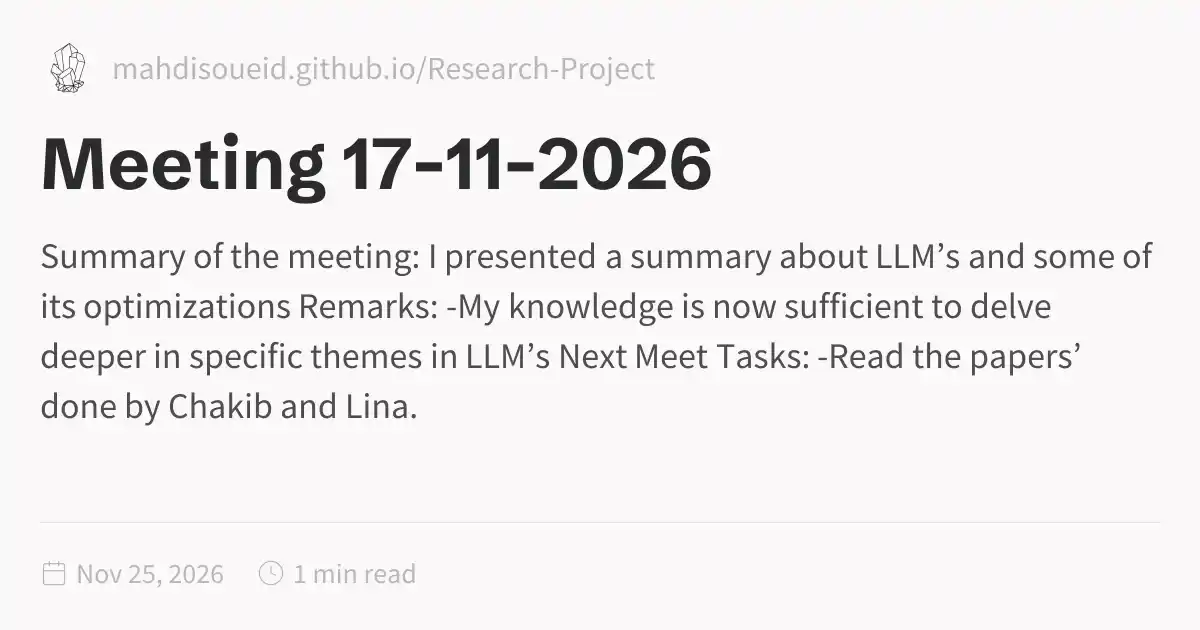 mahdisoueid.github.io/Research-Project
Meeting 17-11-2026
Summary of the meeting: I presented a summary about LLM’s and some of
its optimizations Remarks: -My knowledge is now sufficient to delve
deeper in specific themes in LLM’s Next Meet Tasks: -Read the papers’
done by Chakib and Lina.
Nov 25, 2026
1 min read